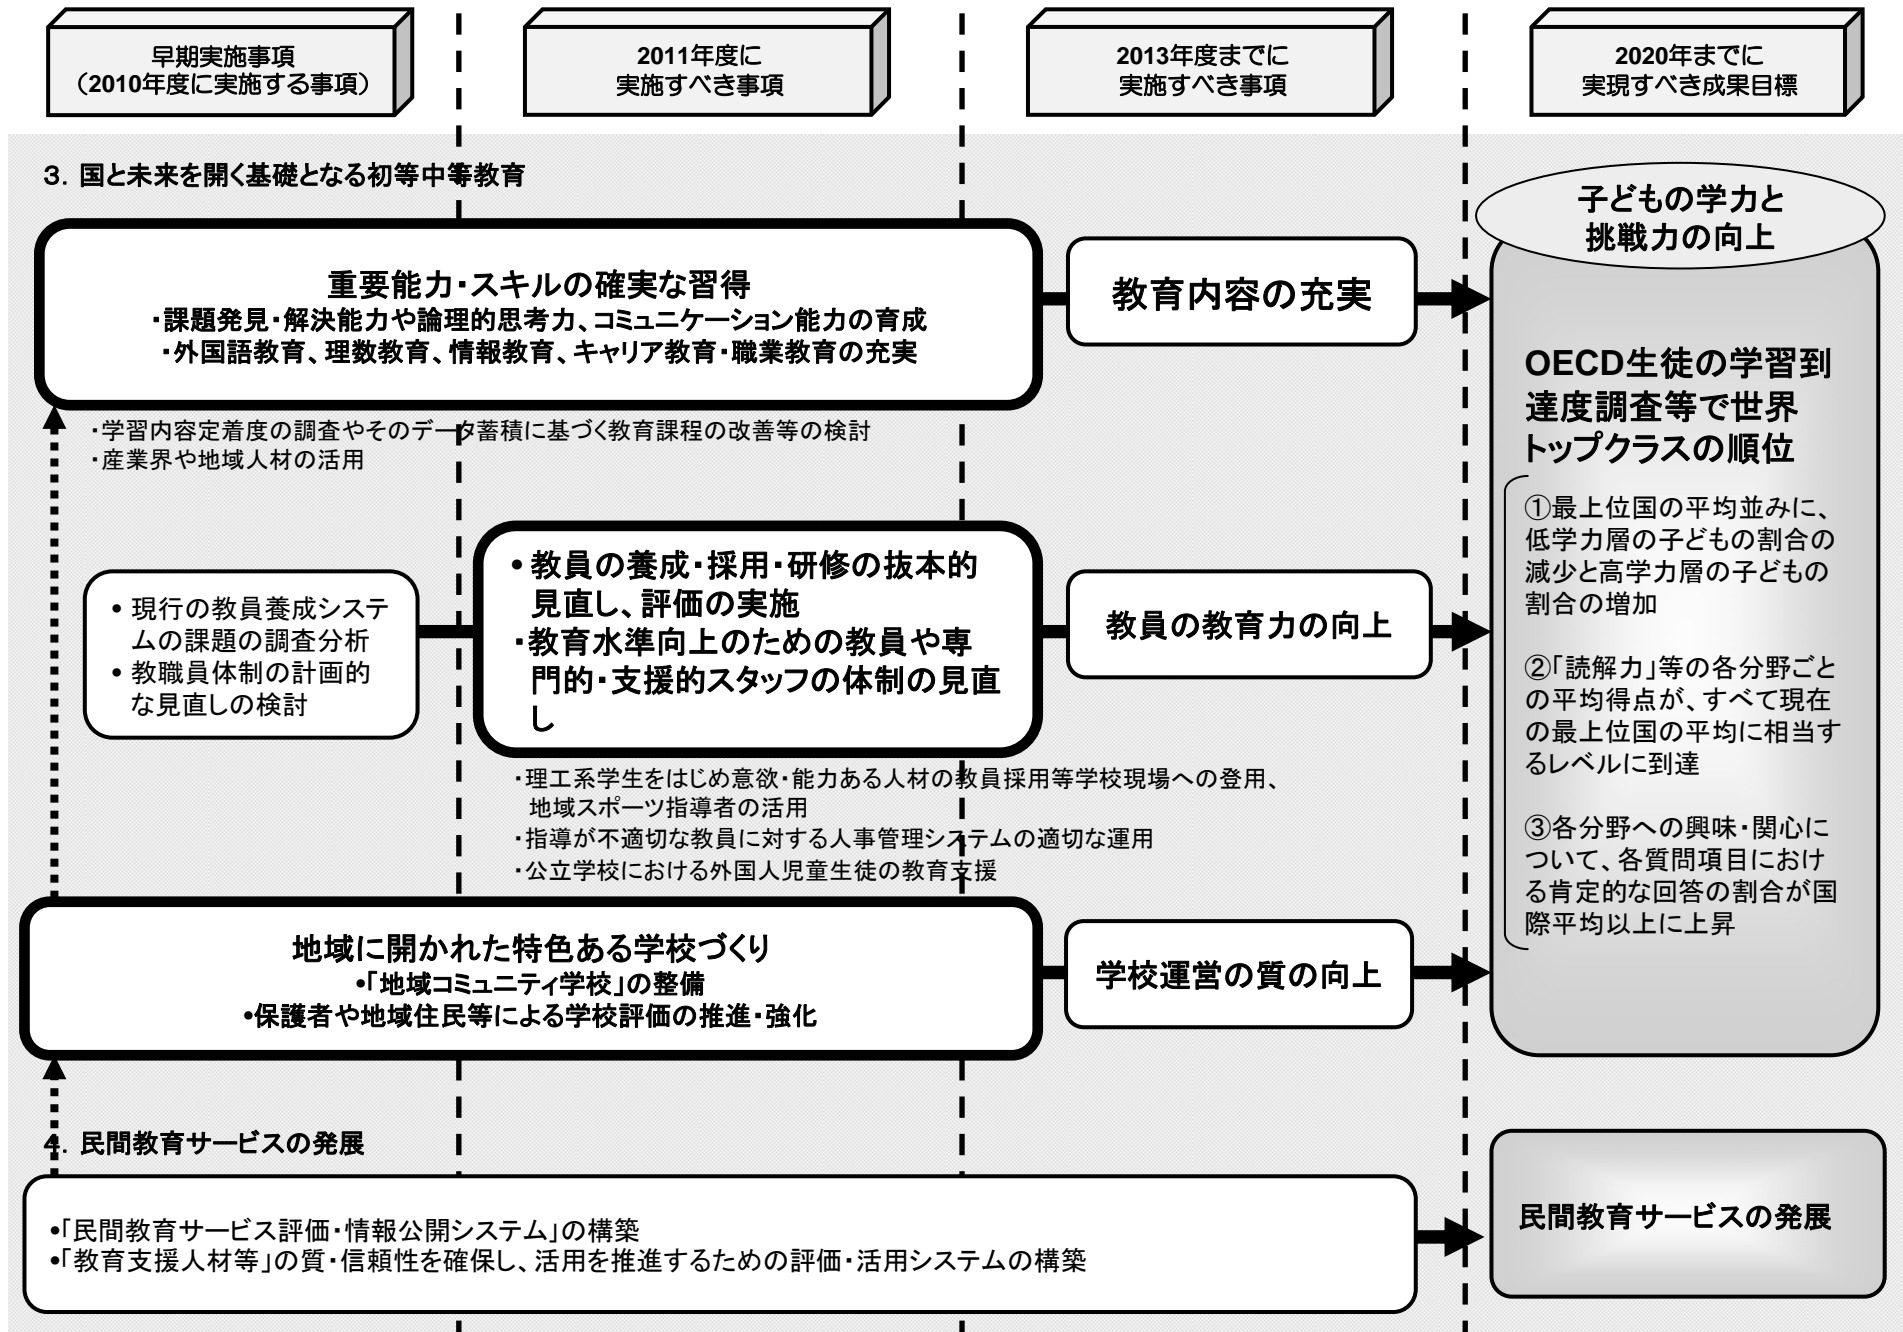 早期実施事項
（2010年度に実施する事項）
2011年度に
実施すべき事項
2013年度までに
実施すべき事項
2020年までに
実現すべき成果目標
３．国と未来を開く基礎となる初等中等教育
重要能力・スキルの確実な習得
・課題発見・解決能力や論理的思考力、コミュニケーション能力の育成
・外国語教育、理数教育、情報教育、キャリア教育・職業教育の充実
教育内容の充実
・学習内容定着度の調査やそのデータ蓄積に基づく教育課程の改善等の検討
・産業界や地域人材の活用
• 現行の教員養成システ
ムの課題の調査分析
• 教職員体制の計画的
な見直しの検討
• 教員の養成・採用・研修の抜本的
見直し、評価の実施
・教育水準向上のための教員や専
門的・支援的スタッフの体制の見直
し
教員の教育力の向上
・理工系学生をはじめ意欲・能力ある人材の教員採用等学校現場への登用、
地域スポーツ指導者の活用
・指導が不適切な教員に対する人事管理システムの適切な運用
・公立学校における外国人児童生徒の教育支援
地域に開かれた特色ある学校づくり
•「地域コミュニティ学校」の整備
•保護者や地域住民等による学校評価の推進・強化
学校運営の質の向上
子どもの学力と
挑戦力の向上
OECD生徒の学習到
達度調査等で世界
トップクラスの順位
①最上位国の平均並みに、
低学力層の子どもの割合の
減少と高学力層の子どもの
割合の増加
②「読解力」等の各分野ごと
の平均得点が、すべて現在
の最上位国の平均に相当す
るレベルに到達
③各分野への興味・関心に
ついて、各質問項目におけ
る肯定的な回答の割合が国
際平均以上に上昇
４．民間教育サービスの発展
•「民間教育サービス評価・情報公開システム」の構築
•「教育支援人材等」の質・信頼性を確保し、活用を推進するための評価・活用システムの構築
民間教育サービスの発展